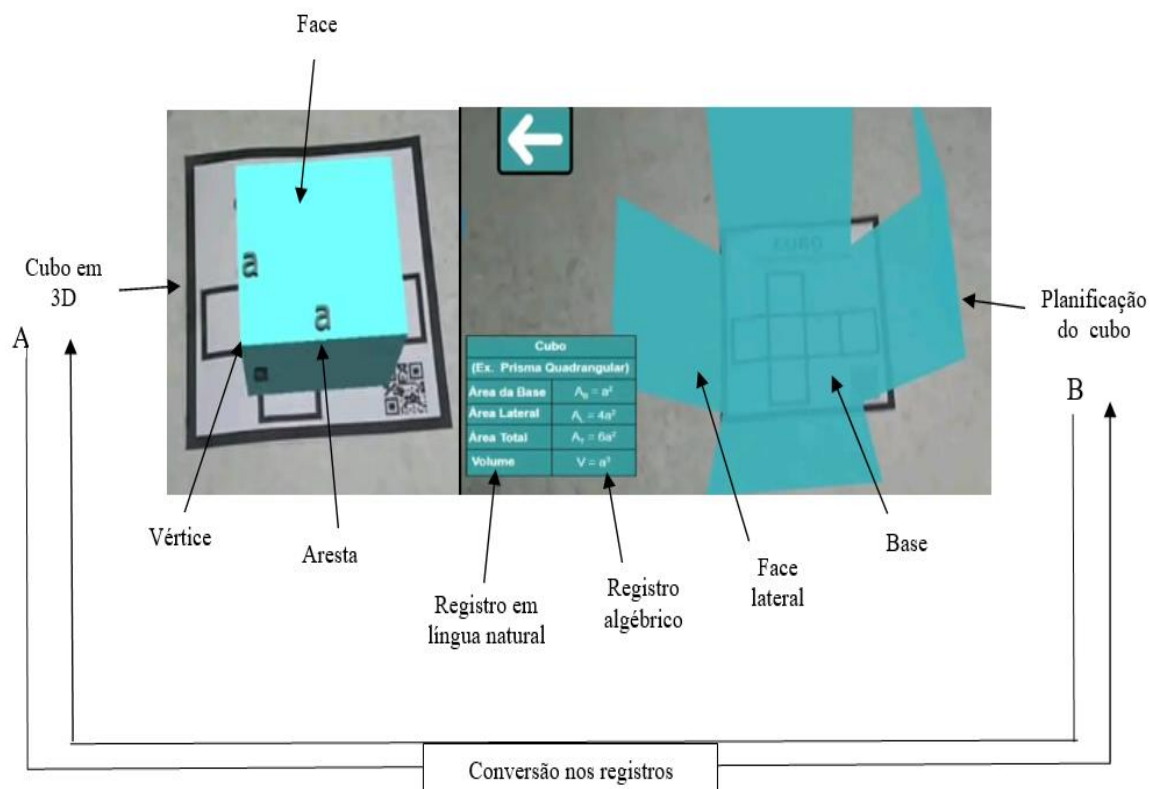 Face
Cubo em
3D
A
a
a
a
Vértice
Aresta
CUBO
Cubo
(Ex. Prisma Quadrangular)
Área da Base A_B = a²
Área Lateral A_L = 4a²
Área Total A_T = 6a²
Volume V = a³
Registro em
língua natural
Registro
algébrico
Face
lateral
Base
Planificação
do cubo
B
Conversão nos registros